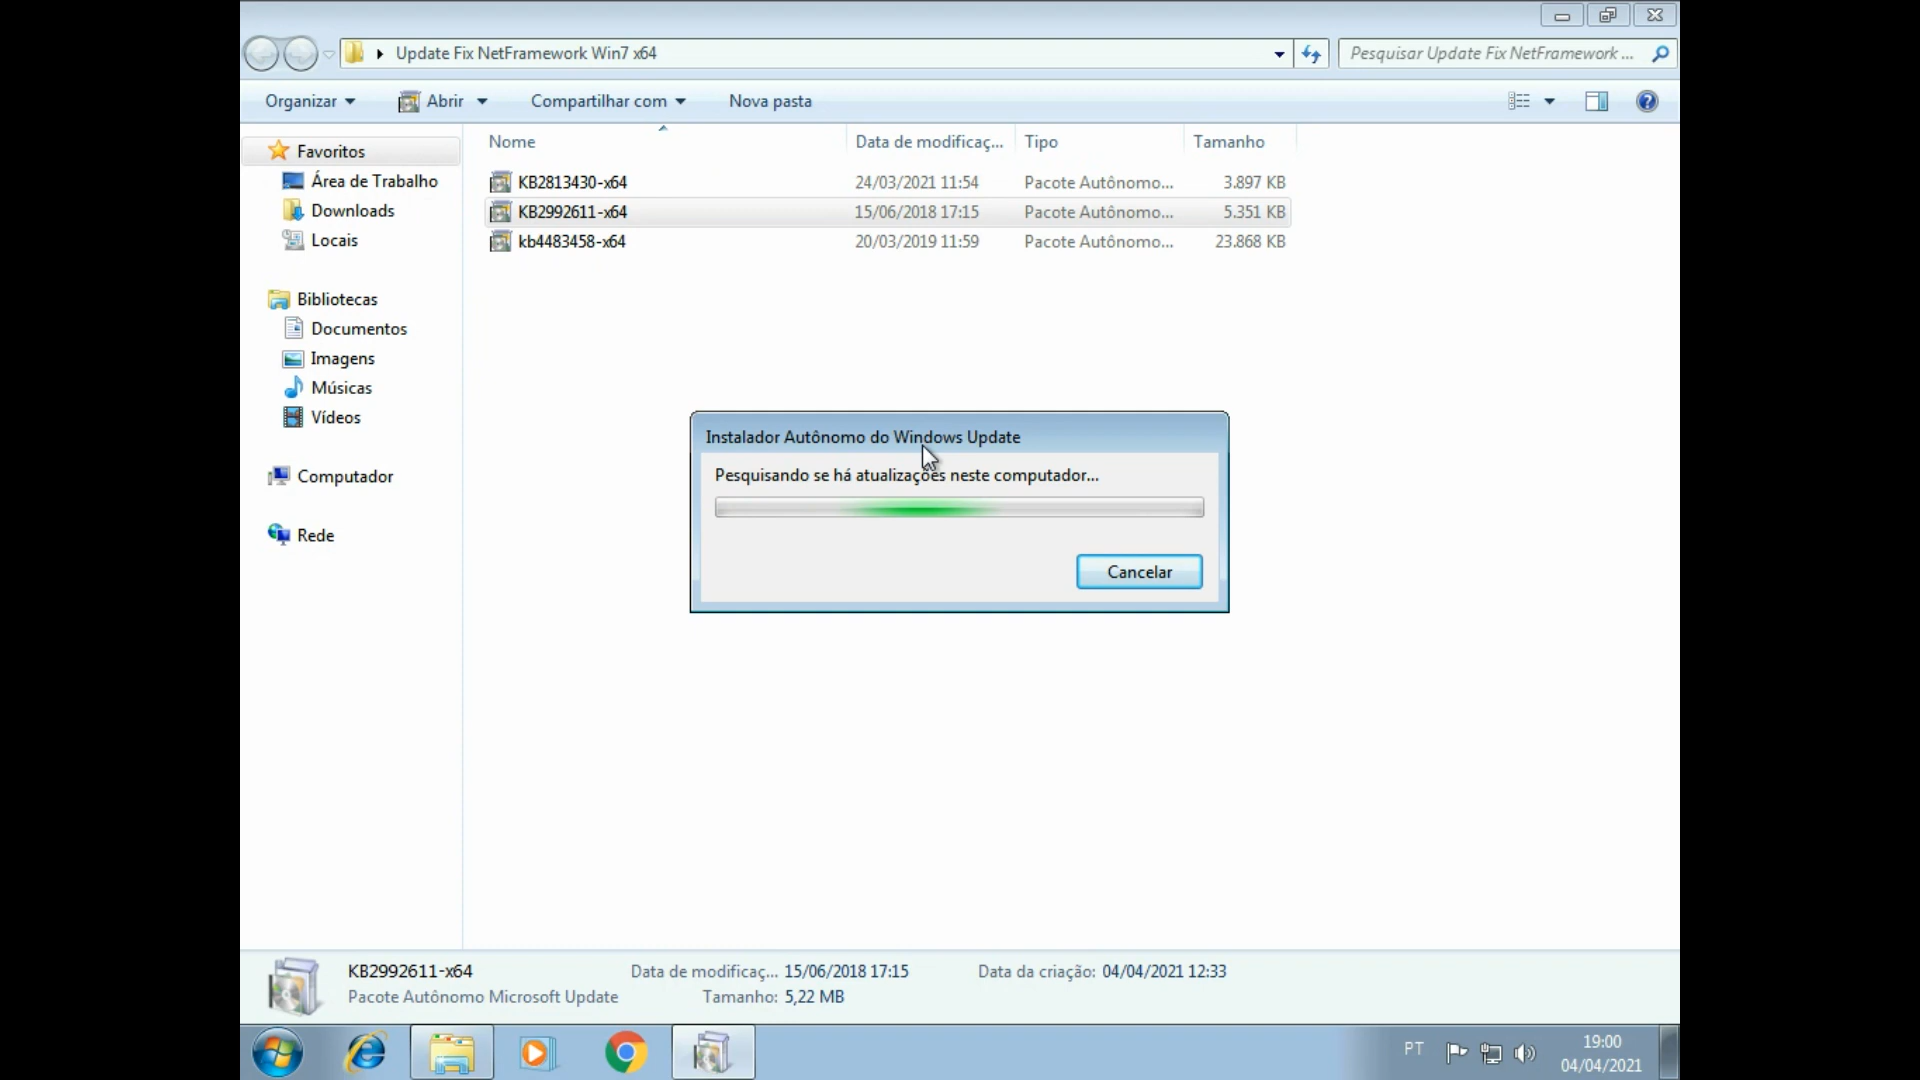 Update Fix NetFramework Win7 x64
Pesquisar Update Fix NetFramework ...
Organizar
Abrir
Compartilhar com
Nova pasta
Nome
Data de modificaç...
Tipo
Tamanho
Favoritos
Área de Trabalho
Downloads
Locais
Bibliotecas
Documentos
Imagens
Músicas
Vídeos
Computador
Rede
KB2813430-x64 24/03/2021 11:54 Pacote Autônomo... 3.897 KB
KB2992611-x64 15/06/2018 17:15 Pacote Autônomo... 5.351 KB
kb4483458-x64 20/03/2019 11:59 Pacote Autônomo... 23.868 KB
Instalador Autônomo do Windows Update
Pesquisando se há atualizações neste computador...
Cancelar
KB2992611-x64 Data de modificaç... 15/06/2018 17:15 Data da criação: 04/04/2021 12:33
Pacote Autônomo Microsoft Update Tamanho: 5,22 MB
PT
19:00
04/04/2021